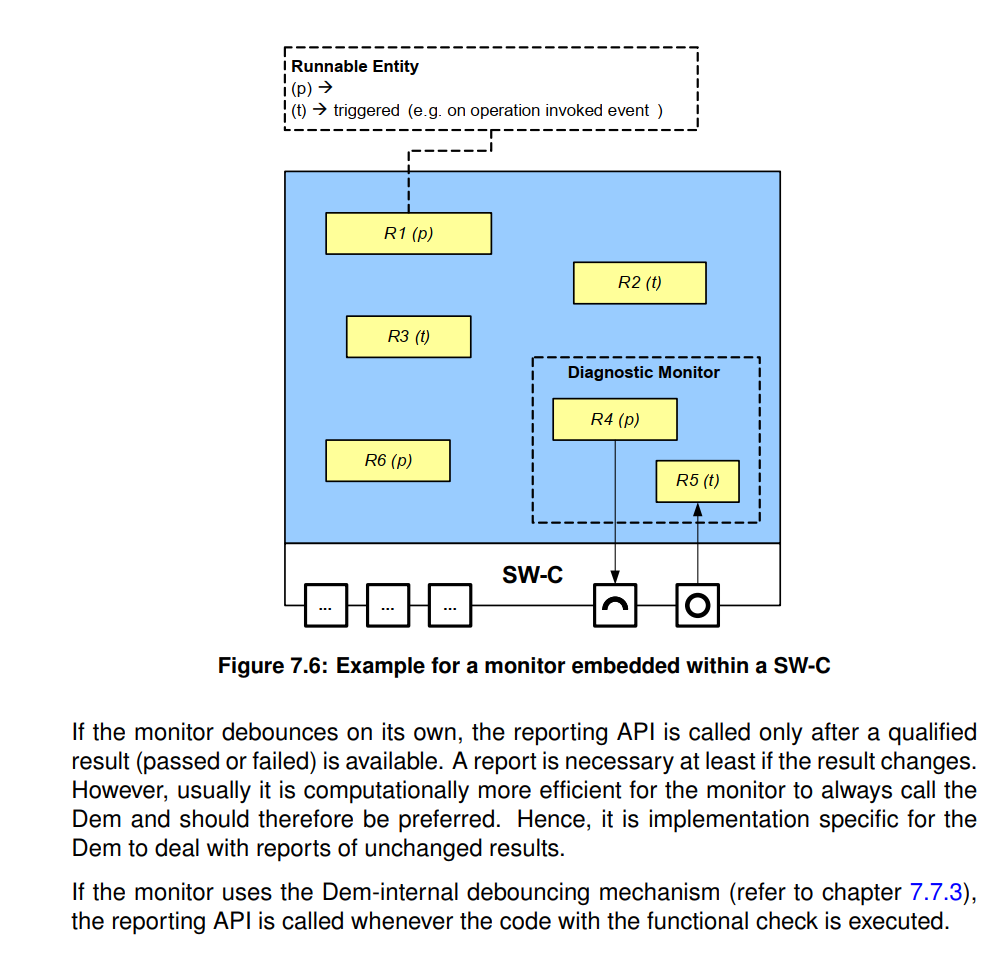 Runnable Entity
(p) →
(t) → triggered (e.g. on operation invoked event )
R1 (p)
R2 (t)
R3 (t)
Diagnostic Monitor
R4 (p)
R6 (p)
R5 (t)
SW-C
... ... ...
Figure 7.6: Example for a monitor embedded within a SW-C
If the monitor debounces on its own, the reporting API is called only after a qualified
result (passed or failed) is available. A report is necessary at least if the result changes.
However, usually it is computationally more efficient for the monitor to always call the
Dem and should therefore be preferred. Hence, it is implementation specific for the
Dem to deal with reports of unchanged results.
If the monitor uses the Dem-internal debouncing mechanism (refer to chapter 7.7.3),
the reporting API is called whenever the code with the functional check is executed.